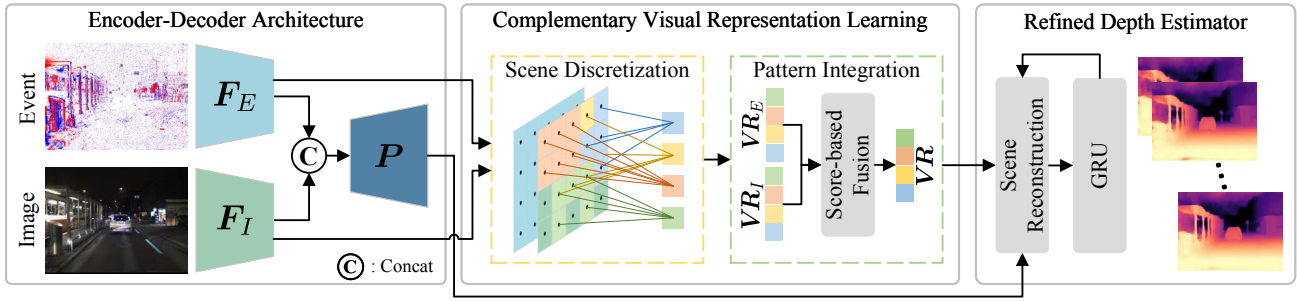 Encoder-Decoder Architecture
Event
F_E
Image
F_I
C
P
C : Concat
Complementary Visual Representation Learning
Scene Discretization
Pattern Integration
VR_E
VR_I
Score-based
Fusion
VR
Refined Depth Estimator
Scene
Reconstruction
GRU